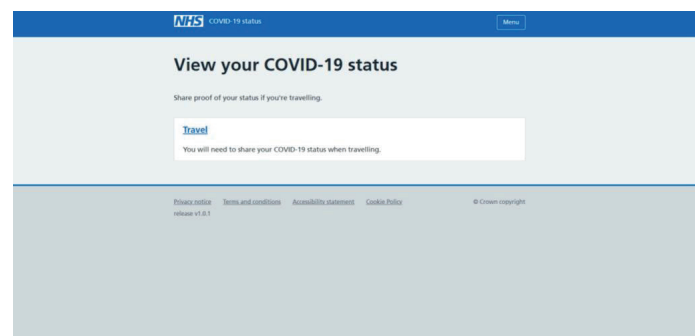 NHS COVID-19 status Menu
View your COVID-19 status
Share proof of your status if you're travelling.
Travel
You will need to share your COVID-19 status when travelling.
Privacy notice Terms and conditions Accessibility statement Cookie Policy © Crown copyright
release v1.0.1